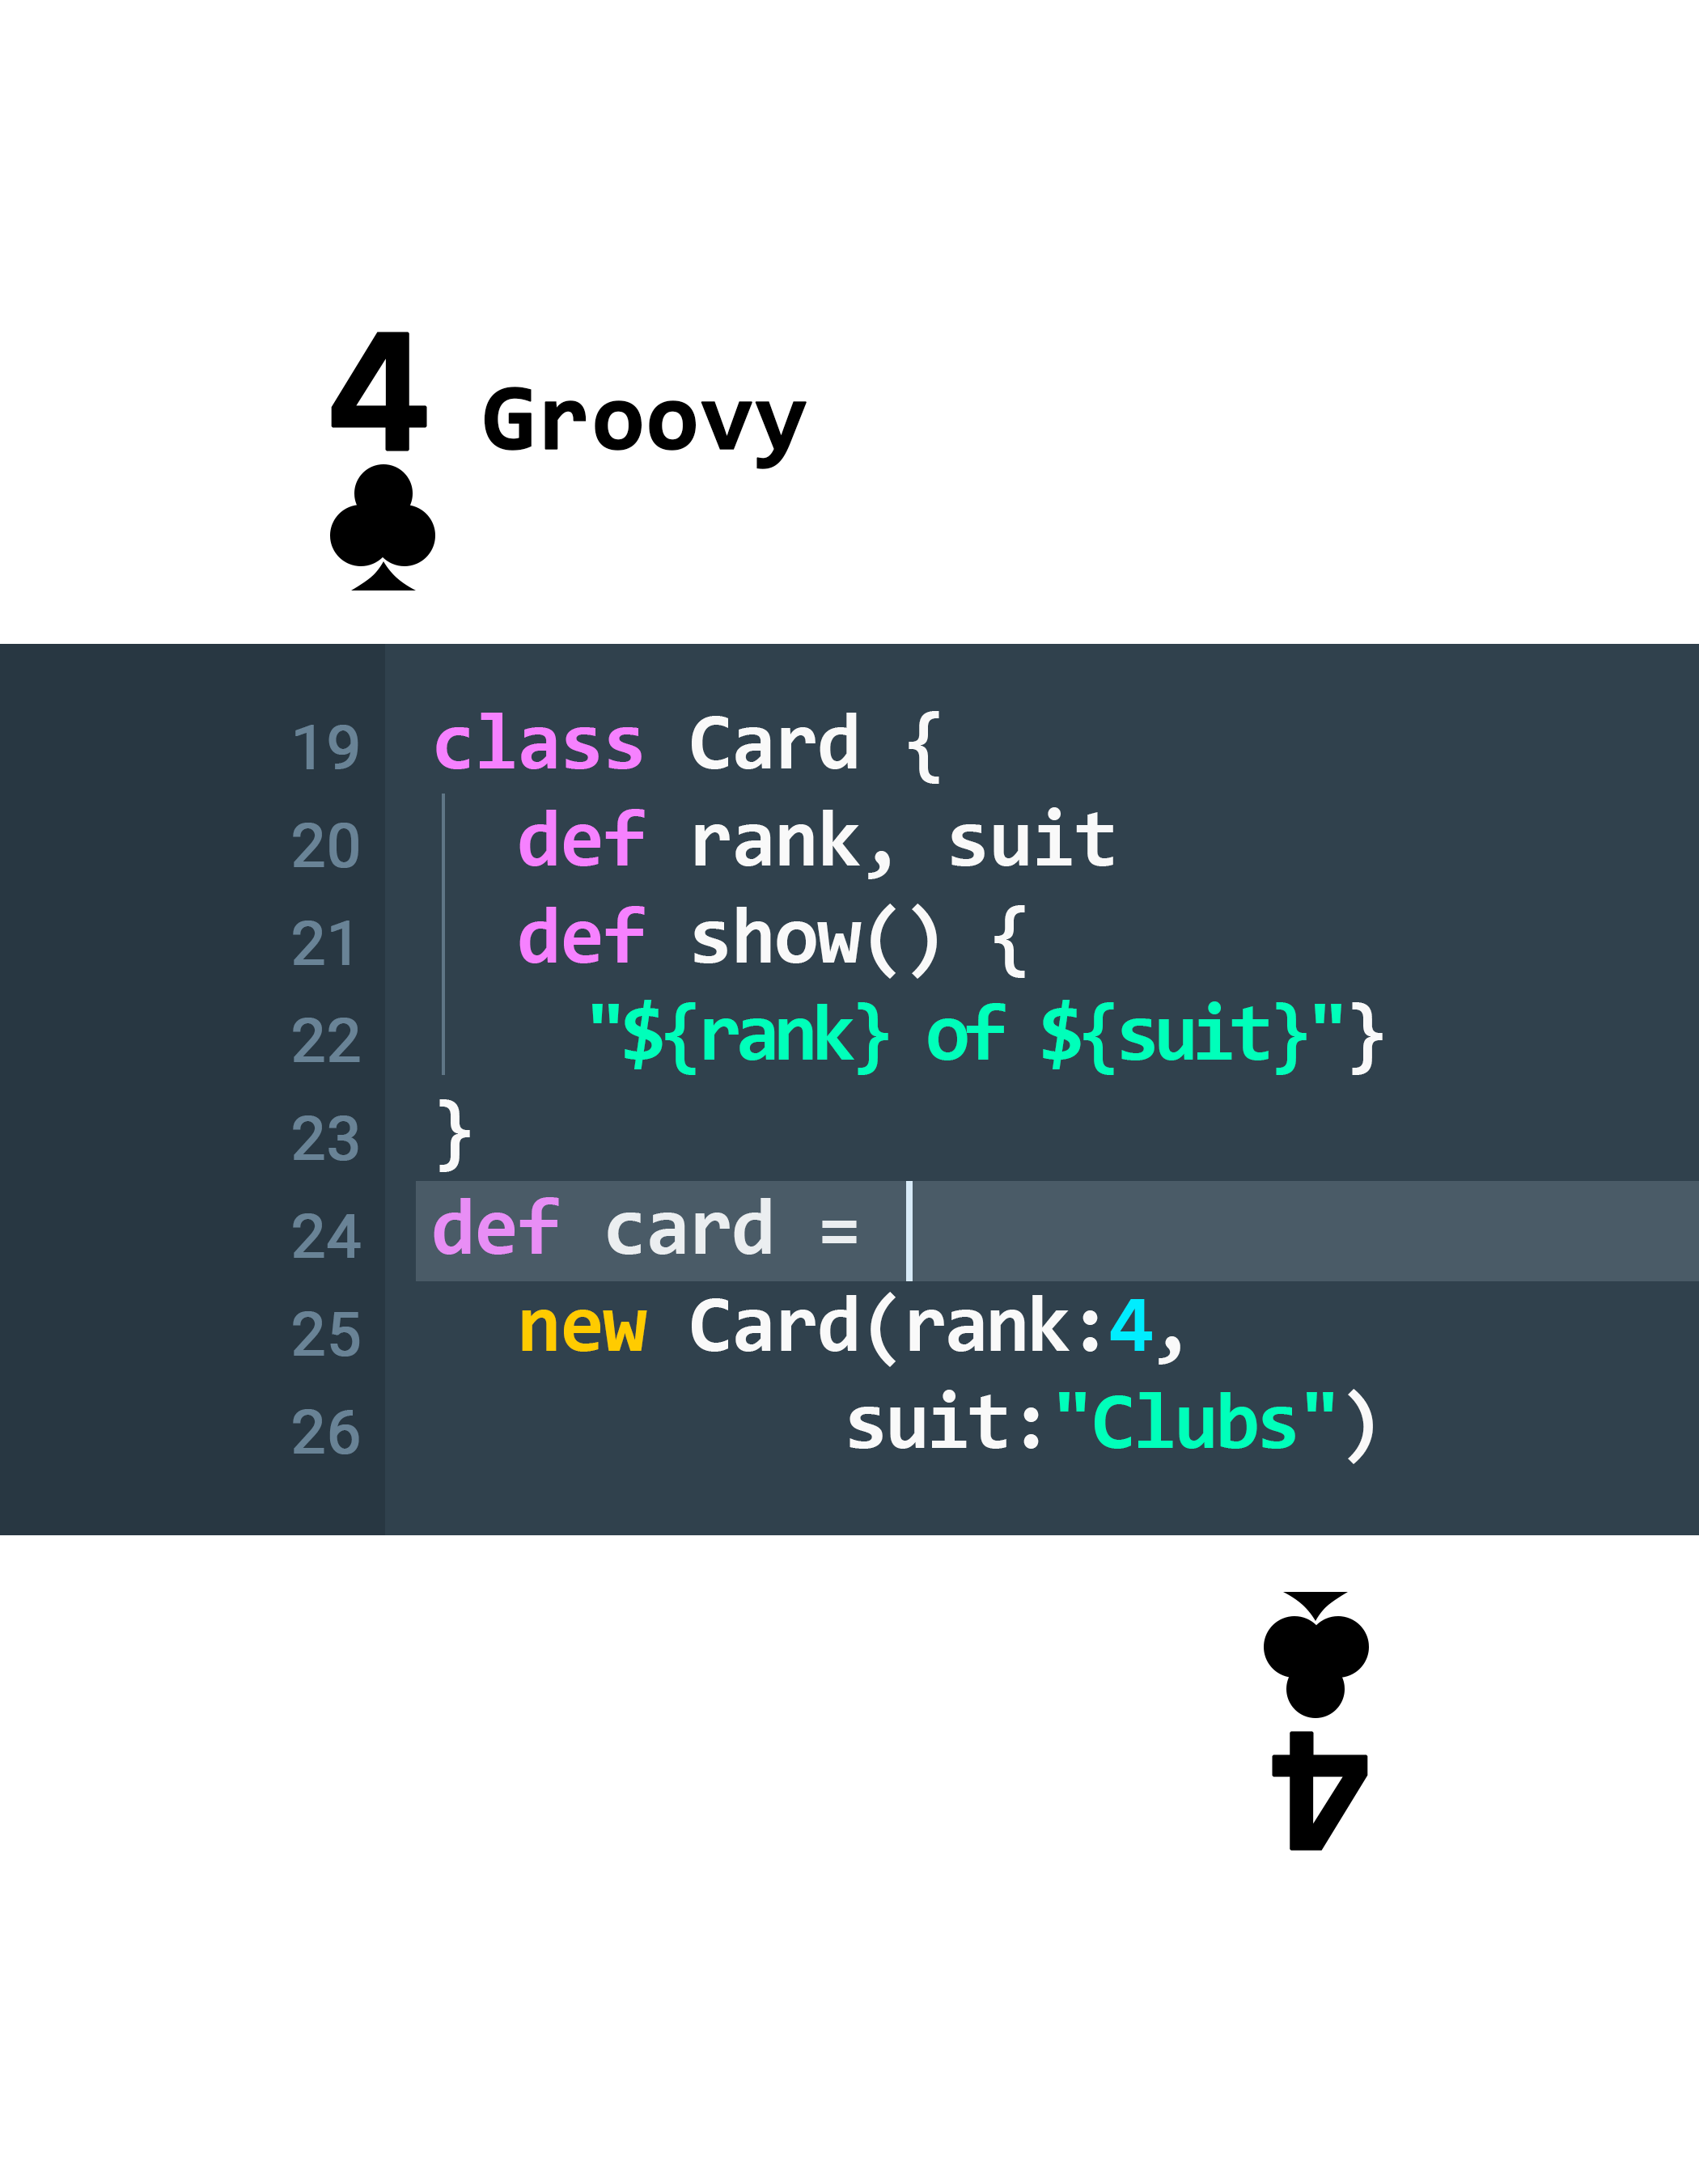 4 Groovy
19 class Card {
20   def rank, suit
21   def show() {
22     "${rank} of ${suit}"}
23 }
24 def card =
25   new Card(rank:4,
26          suit:"Clubs")
4